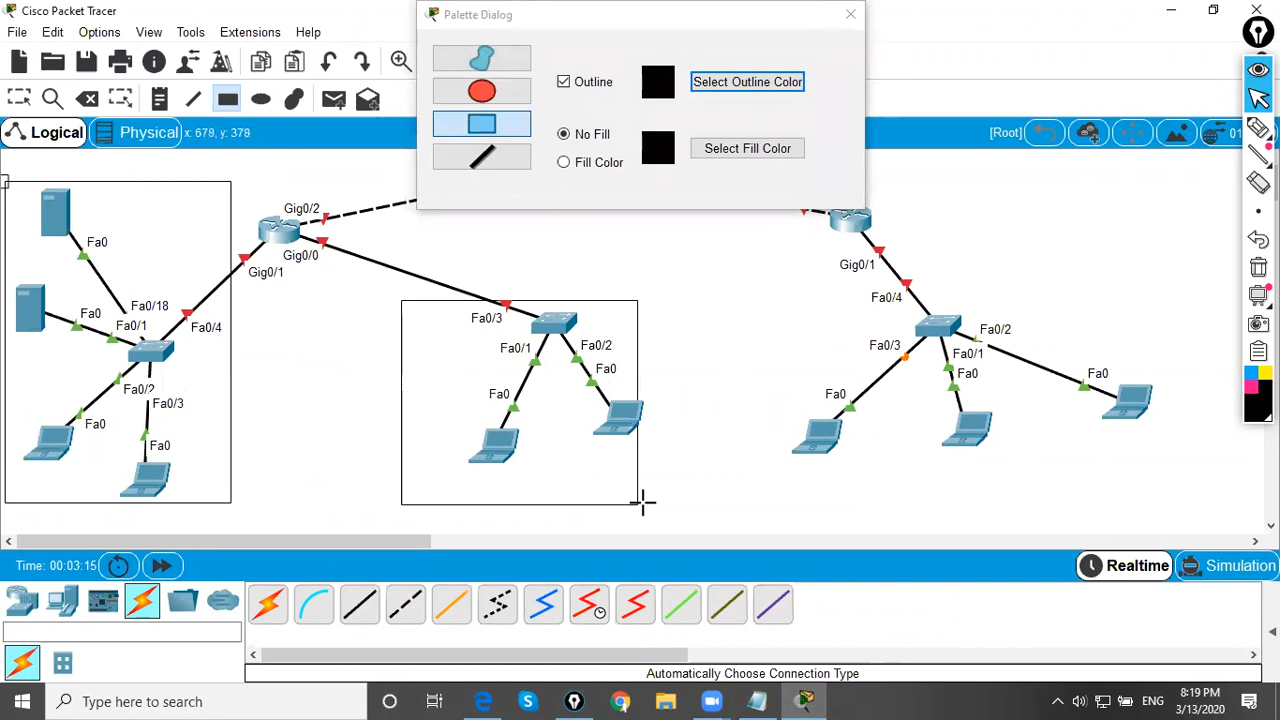 Cisco Packet Tracer
Palette Dialog
File Edit Options View Tools Extensions Help
Outline
Select Outline Color
No Fill
Fill Color
Select Fill Color
Logical
Physical
x: 678, y: 378
[Root]
01
Gig0/2
Gig0/0
Gig0/1
Fa0
Fa0/18
Fa0
Fa0/1
Fa0/4
Fa0/2
Fa0/3
Fa0
Fa0
Fa0/3
Fa0/1
Fa0/2
Fa0
Fa0
Gig0/1
Fa0/4
Fa0/2
Fa0/3
Fa0/1
Fa0
Fa0
Fa0
Time: 00:03:15
Realtime
Simulation
Automatically Choose Connection Type
Type here to search
ENG
8:19 PM
3/13/2020